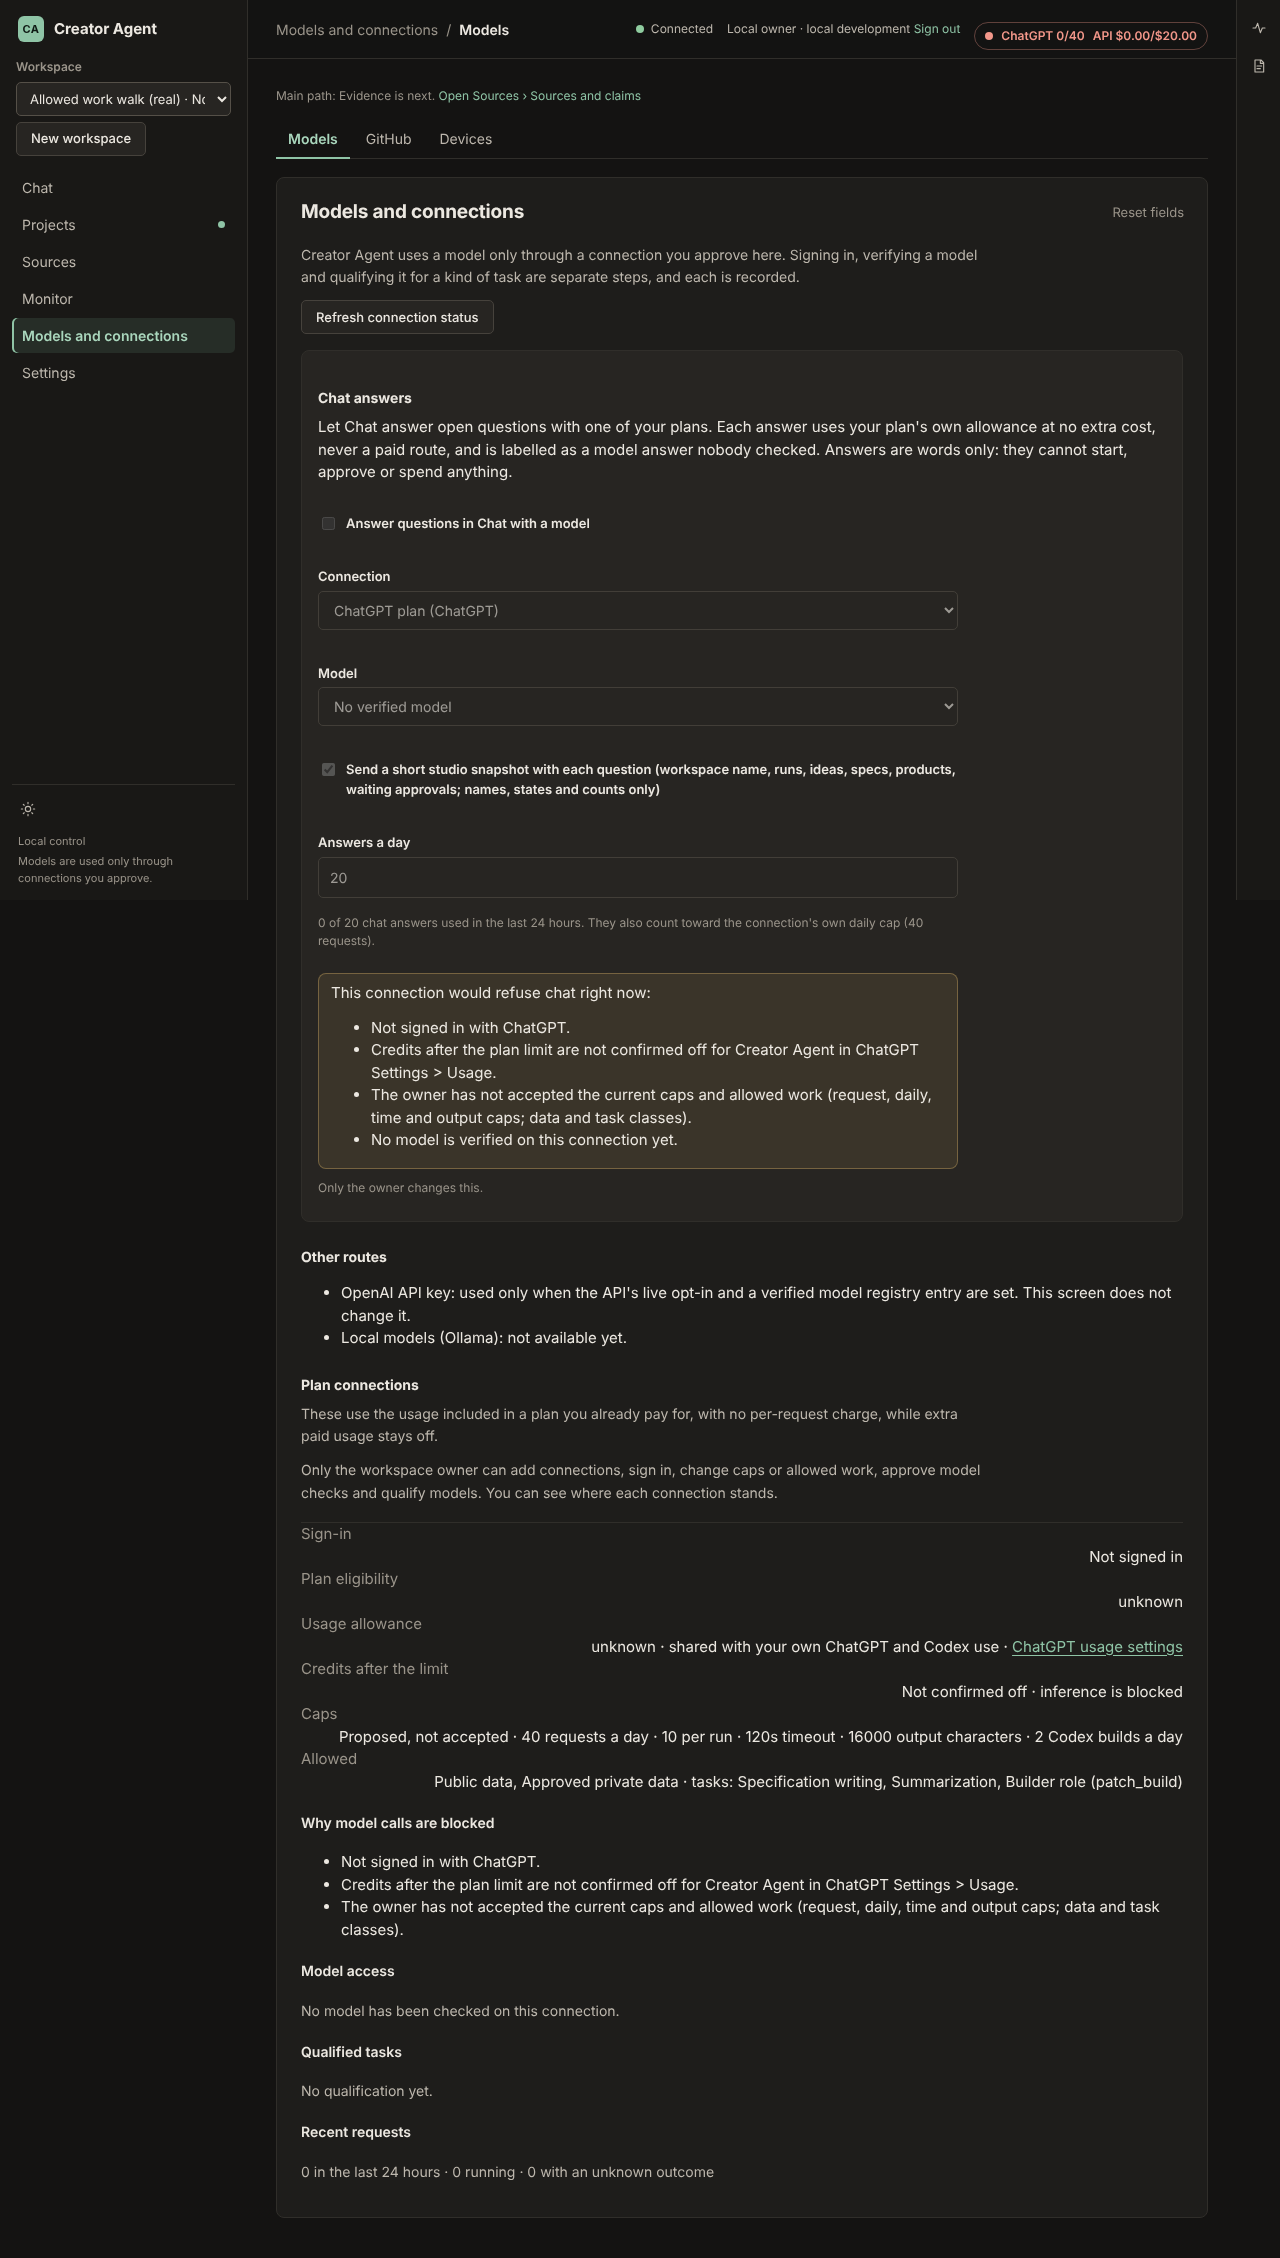 CA Creator Agent
Workspace
Allowed work walk (real) · No
New workspace
Chat
Projects
Sources
Monitor
Models and connections
Settings
Local control
Models are used only through
connections you approve.
Models and connections / Models
Connected Local owner · local development Sign out ChatGPT 0/40 API $0.00/$20.00
Main path: Evidence is next. Open Sources › Sources and claims
Models GitHub Devices
Models and connections
Reset fields
Creator Agent uses a model only through a connection you approve here. Signing in, verifying a model
and qualifying it for a kind of task are separate steps, and each is recorded.
Refresh connection status
Chat answers
Let Chat answer open questions with one of your plans. Each answer uses your plan's own allowance at no extra cost,
never a paid route, and is labelled as a model answer nobody checked. Answers are words only: they cannot start,
approve or spend anything.
Answer questions in Chat with a model
Connection
ChatGPT plan (ChatGPT)
Model
No verified model
Send a short studio snapshot with each question (workspace name, runs, ideas, specs, products,
waiting approvals; names, states and counts only)
Answers a day
20
0 of 20 chat answers used in the last 24 hours. They also count toward the connection's own daily cap (40
requests).
This connection would refuse chat right now:
• Not signed in with ChatGPT.
• Credits after the plan limit are not confirmed off for Creator Agent in ChatGPT
Settings > Usage.
• The owner has not accepted the current caps and allowed work (request, daily,
time and output caps; data and task classes).
• No model is verified on this connection yet.
Only the owner changes this.
Other routes
• OpenAI API key: used only when the API's live opt-in and a verified model registry entry are set. This screen does not
change it.
• Local models (Ollama): not available yet.
Plan connections
These use the usage included in a plan you already pay for, with no per-request charge, while extra
paid usage stays off.
Only the workspace owner can add connections, sign in, change caps or allowed work, approve model
checks and qualify models. You can see where each connection stands.
Sign-in
Not signed in
Plan eligibility
unknown
Usage allowance
unknown · shared with your own ChatGPT and Codex use · ChatGPT usage settings
Credits after the limit
Not confirmed off · inference is blocked
Caps
Proposed, not accepted · 40 requests a day · 10 per run · 120s timeout · 16000 output characters · 2 Codex builds a day
Allowed
Public data, Approved private data · tasks: Specification writing, Summarization, Builder role (patch_build)
Why model calls are blocked
• Not signed in with ChatGPT.
• Credits after the plan limit are not confirmed off for Creator Agent in ChatGPT Settings > Usage.
• The owner has not accepted the current caps and allowed work (request, daily, time and output caps; data and task
classes).
Model access
No model has been checked on this connection.
Qualified tasks
No qualification yet.
Recent requests
0 in the last 24 hours · 0 running · 0 with an unknown outcome